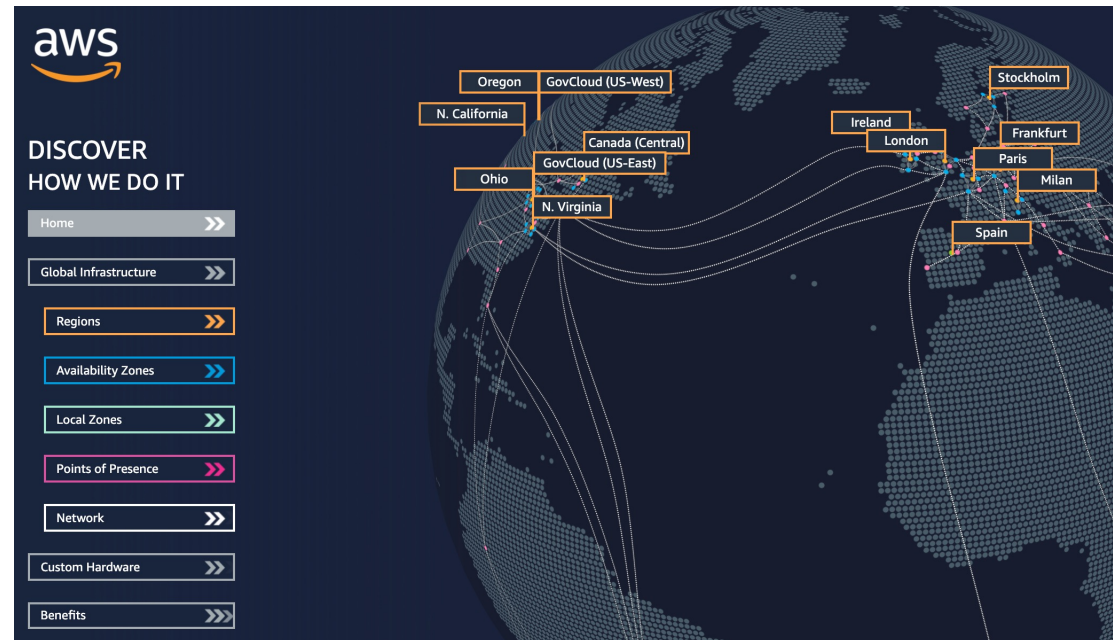 aws
DISCOVER
HOW WE DO IT
Home
Global Infrastructure
Regions
Availability Zones
Local Zones
Points of Presence
Network
Custom Hardware
Benefits
Oregon
GovCloud (US-West)
N. California
Canada (Central)
GovCloud (US-East)
Ohio
N. Virginia
Stockholm
Ireland
London
Frankfurt
Paris
Milan
Spain